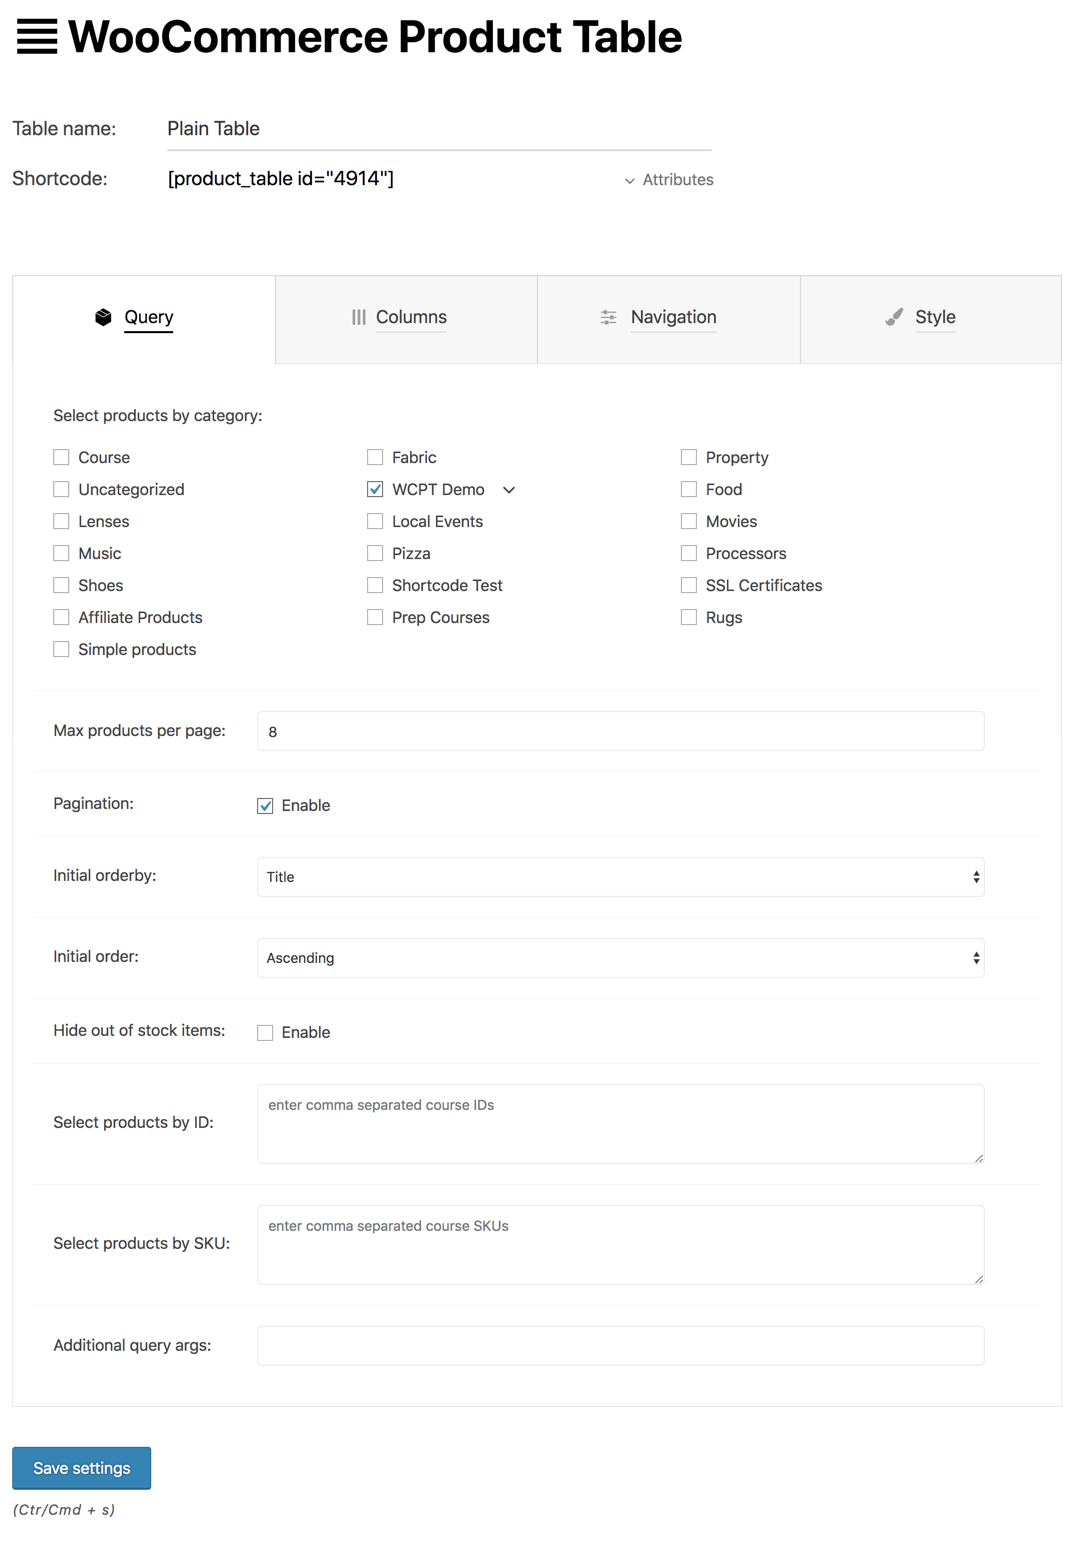 WooCommerce Product Table
Table name: Plain Table
Shortcode: [product_table id="4914"] Attributes
Query Columns Navigation Style
Select products by category:
Course Fabric Property
Uncategorized WCPT Demo Food
Lenses Local Events Movies
Music Pizza Processors
Shoes Shortcode Test SSL Certificates
Affiliate Products Prep Courses Rugs
Simple products
Max products per page: 8
Pagination: Enable
Initial orderby: Title
Initial order: Ascending
Hide out of stock items: Enable
Select products by ID: enter comma separated course IDs
Select products by SKU: enter comma separated course SKUs
Additional query args:
Save settings
(Ctr/Cmd + s)